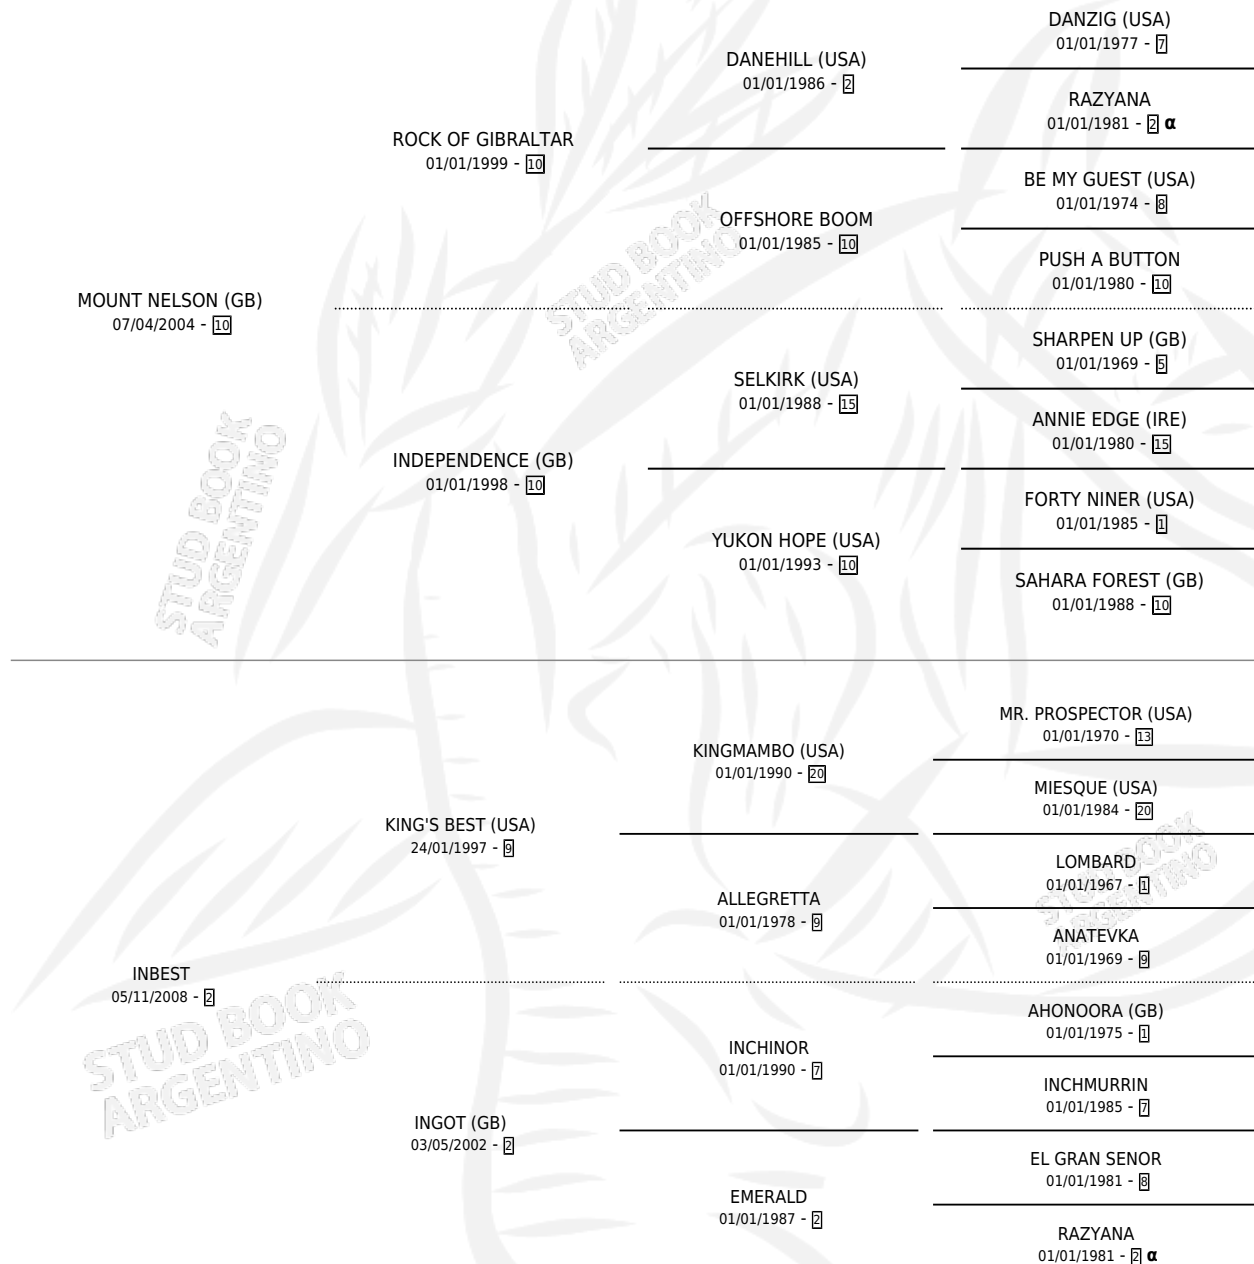 DANZIG (USA)
01/01/1977 - 7
DANEHILL (USA)
01/01/1986 - 2
RAZYANA
01/01/1981 - 2 α
ROCK OF GIBRALTAR
01/01/1999 - 10
BE MY GUEST (USA)
01/01/1974 - 8
OFFSHORE BOOM
01/01/1985 - 10
PUSH A BUTTON
01/01/1980 - 10
MOUNT NELSON (GB)
07/04/2004 - 10
SHARPEN UP (GB)
01/01/1969 - 5
SELKIRK (USA)
01/01/1988 - 15
ANNIE EDGE (IRE)
01/01/1980 - 15
INDEPENDENCE (GB)
01/01/1998 - 10
FORTY NINER (USA)
01/01/1985 - 1
YUKON HOPE (USA)
01/01/1993 - 10
SAHARA FOREST (GB)
01/01/1988 - 10
MR. PROSPECTOR (USA)
01/01/1970 - 13
KINGMAMBO (USA)
01/01/1990 - 20
MIESQUE (USA)
01/01/1984 - 20
KING'S BEST (USA)
24/01/1997 - 9
LOMBARD
01/01/1967 - 1
ALLEGRETTA
01/01/1978 - 9
ANATEVKA
01/01/1969 - 9
INBEST
05/11/2008 - 2
AHONOORA (GB)
01/01/1975 - 1
INCHINOR
01/01/1990 - 7
INCHMURRIN
01/01/1985 - 7
INGOT (GB)
03/05/2002 - 2
EL GRAN SENOR
01/01/1981 - 8
EMERALD
01/01/1987 - 2
RAZYANA
01/01/1981 - 2 α
STUD BOOK
ARGENTINO
STUD BOOK
ARGENTINO
STUD BOOK
ARGENTINO
STUD BOOK
ARGENTINO